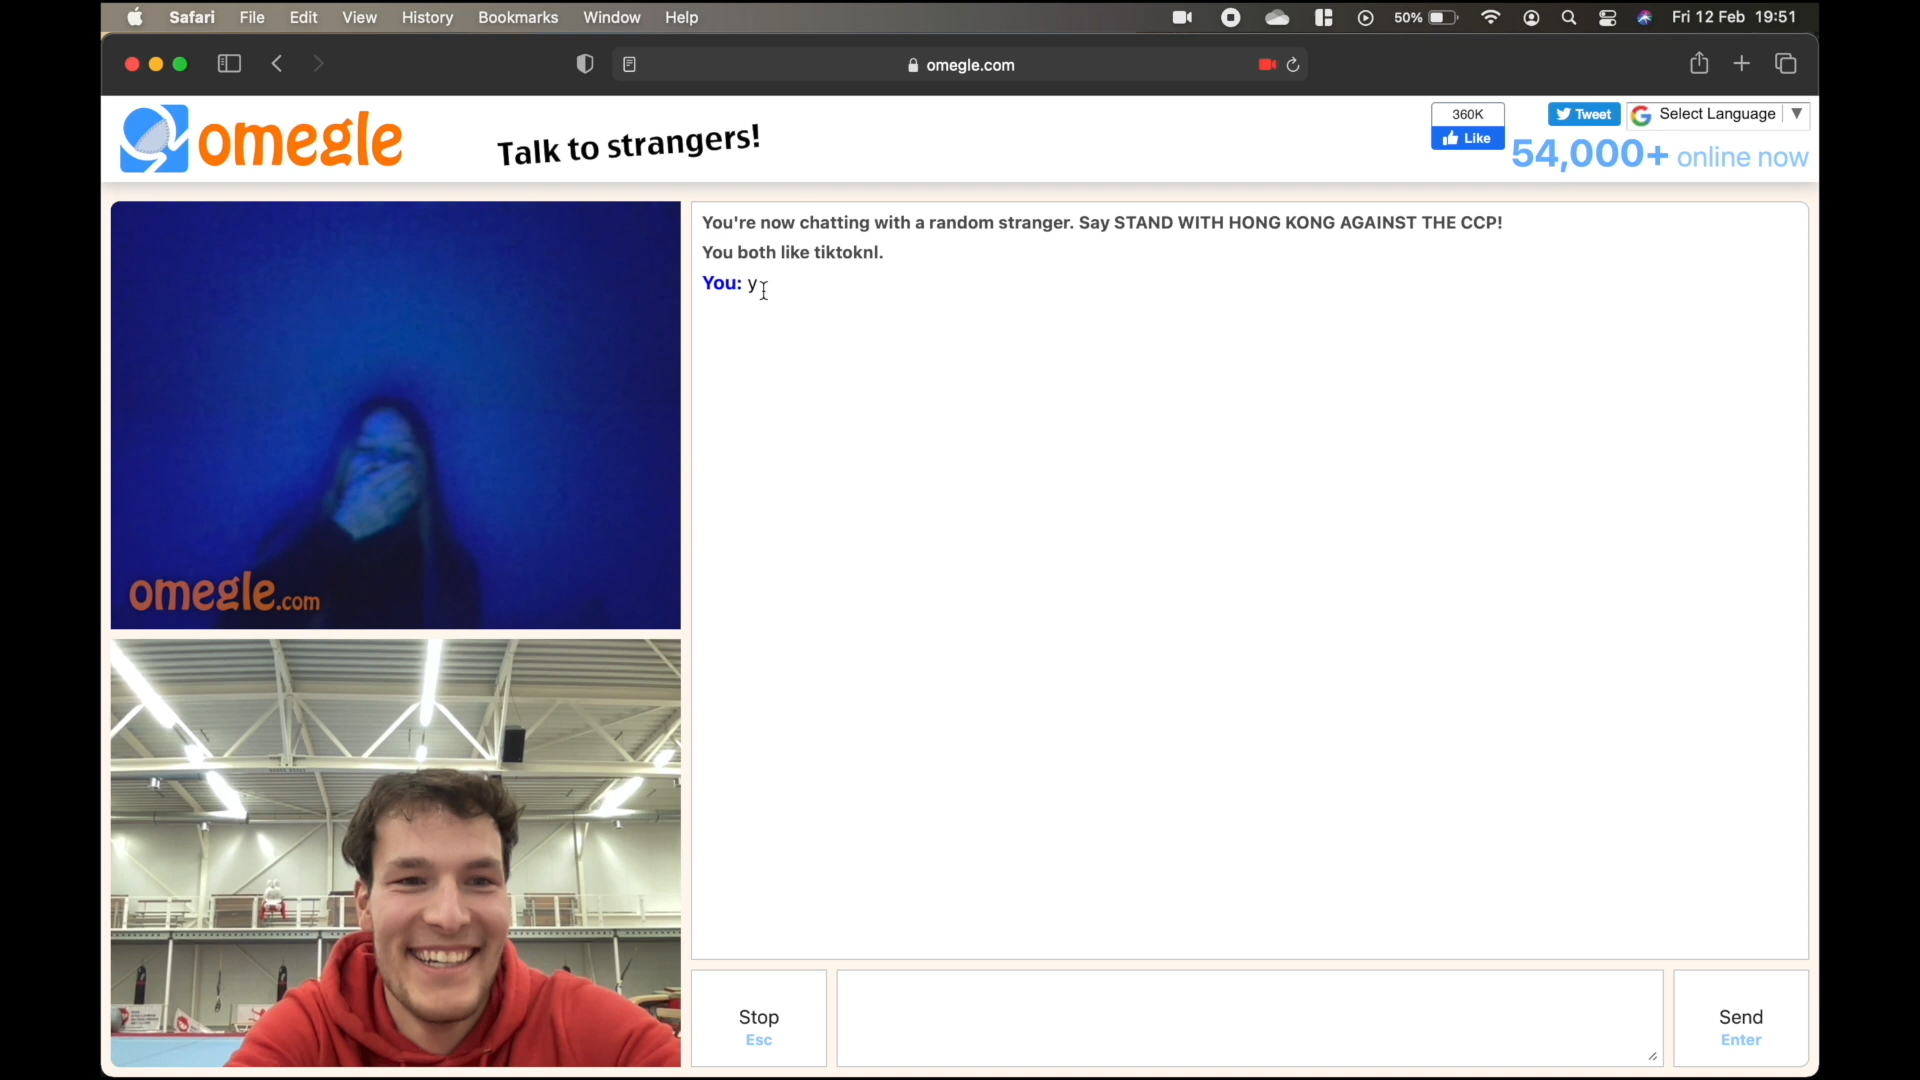 Safari File Edit View History Bookmarks Window Help 50% Fri 12 Feb 19:51
omegle.com
omegle Talk to strangers!
360K
Like
Tweet
Select Language
54,000+ online now
You're now chatting with a random stranger. Say STAND WITH HONG KONG AGAINST THE CCP!
You both like tiktoknl.
You: y
omegle.com
Stop
Esc
Send
Enter